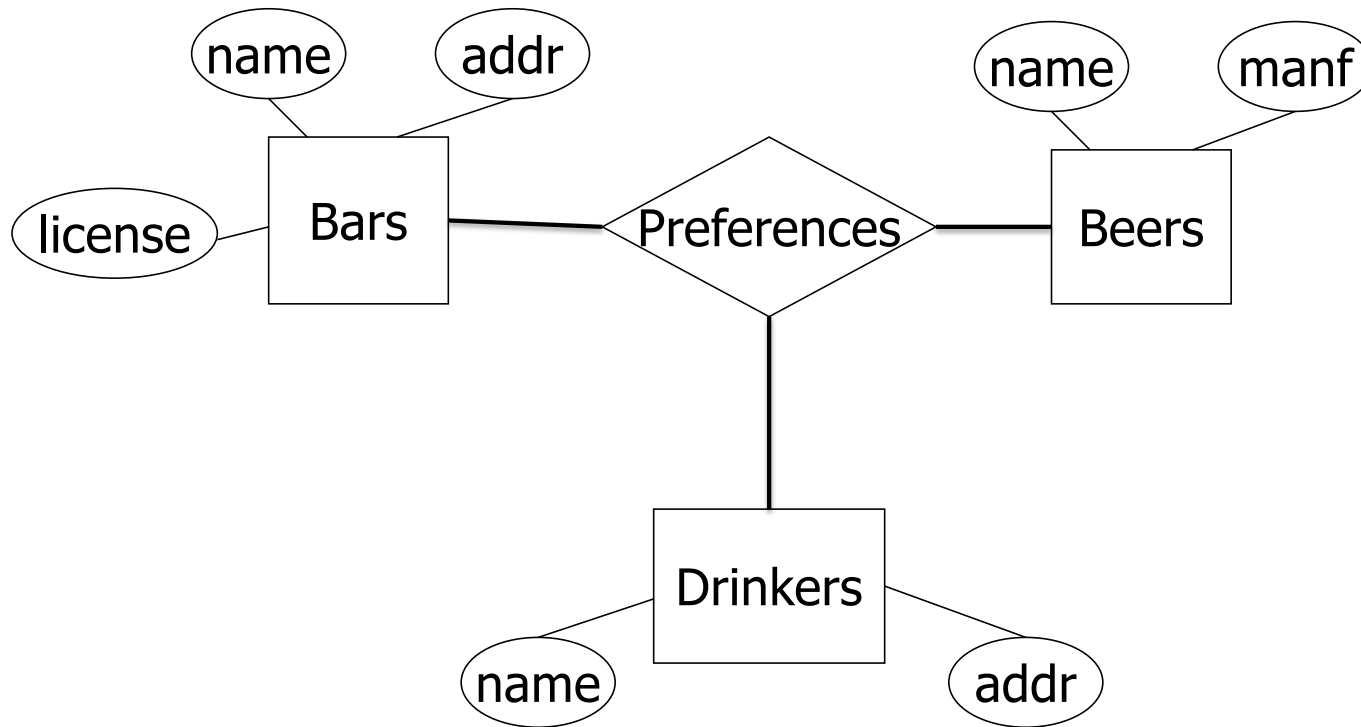 name
addr
name
manf
license
Bars
Preferences
Beers
Drinkers
name
addr